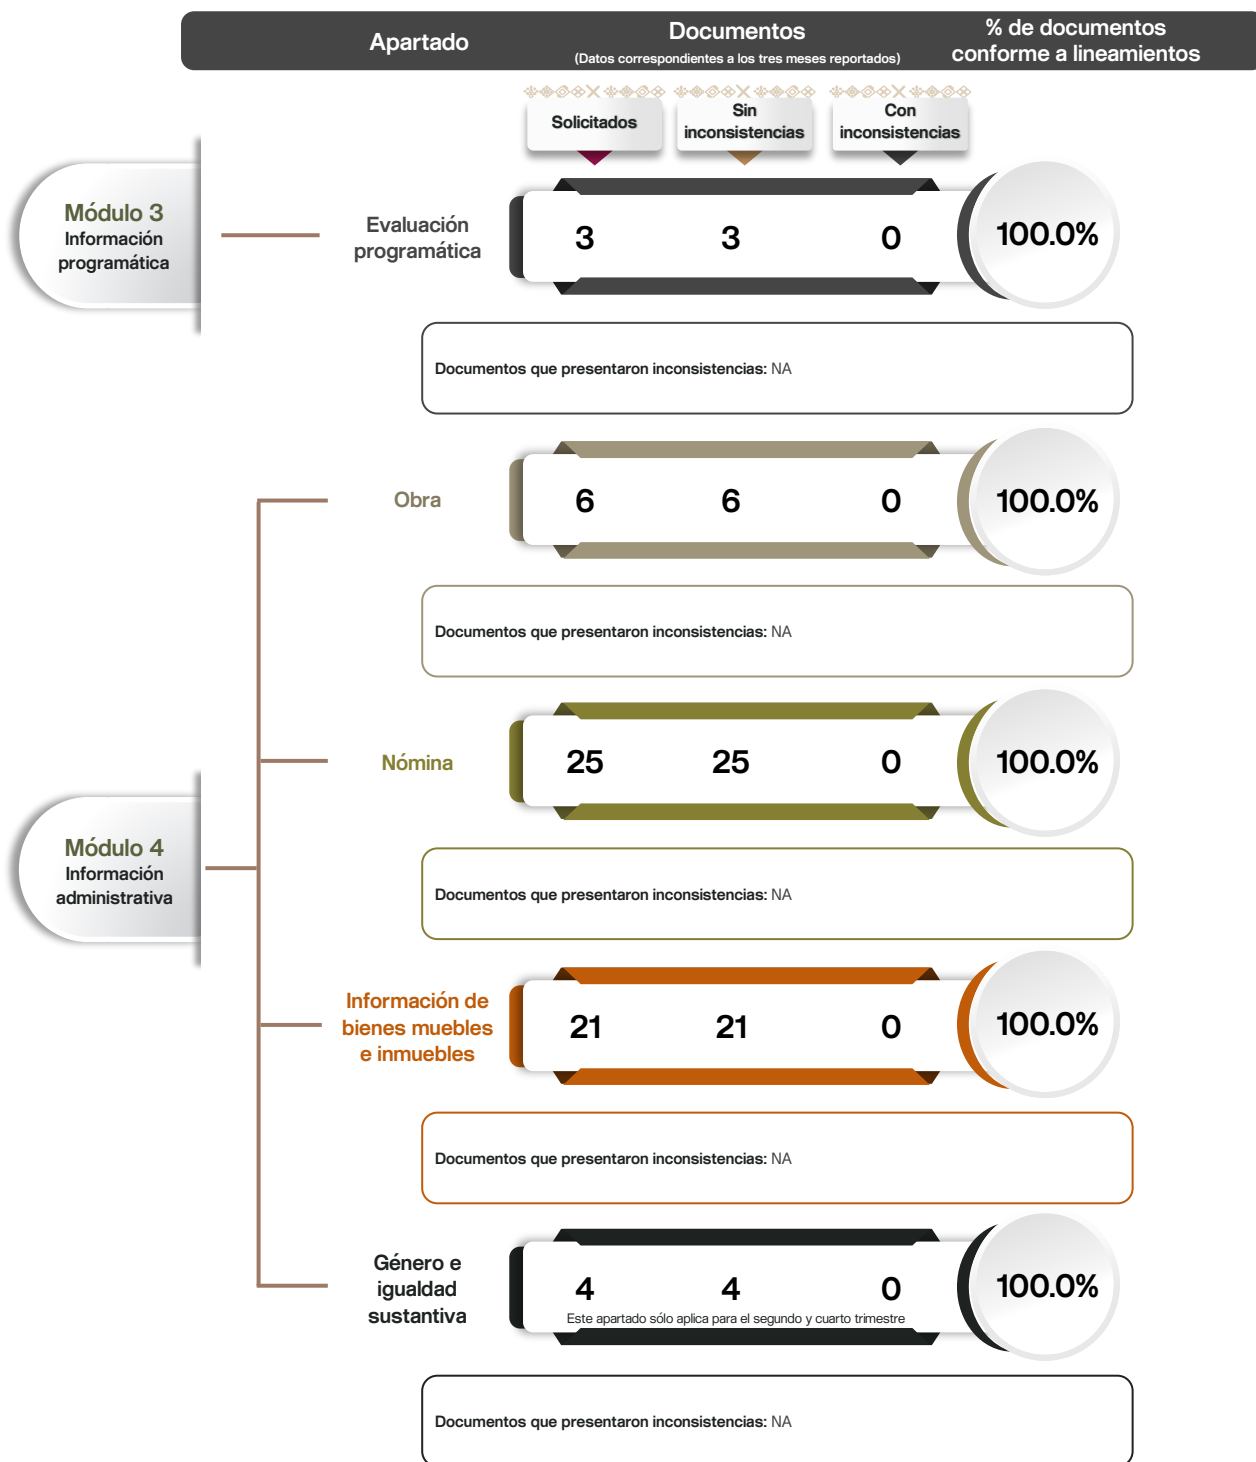 Apartado
Documentos
(Datos correspondientes a los tres meses reportados)
% de documentos
conforme a lineamientos
Solicitados
Sin
inconsistencias
Con
inconsistencias
Módulo 3
Información
programática
Evaluación
programática
3 3 0 100.0%
Documentos que presentaron inconsistencias: NA
Obra
6 6 0 100.0%
Documentos que presentaron inconsistencias: NA
Nómina
25 25 0 100.0%
Documentos que presentaron inconsistencias: NA
Módulo 4
Información
administrativa
Información de
bienes muebles
e inmuebles
21 21 0 100.0%
Documentos que presentaron inconsistencias: NA
Género e
igualdad
sustantiva
4 4 0 100.0%
Este apartado sólo aplica para el segundo y cuarto trimestre
Documentos que presentaron inconsistencias: NA